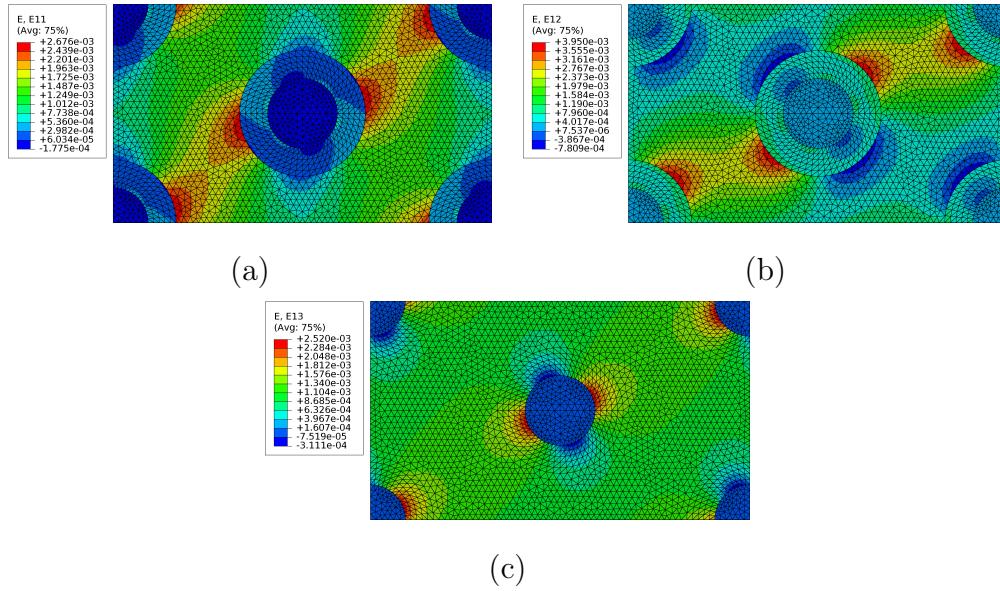 E, E11
(Avg: 75%)
+2.676e-03
+2.439e-03
+2.201e-03
+1.963e-03
+1.725e-03
+1.487e-03
+1.249e-03
+1.012e-03
+7.738e-04
+5.360e-04
+2.982e-04
+6.034e-05
-1.775e-04
(a)
E, E12
(Avg: 75%)
+3.950e-03
+3.555e-03
+3.161e-03
+2.767e-03
+2.373e-03
+1.979e-03
+1.584e-03
+1.190e-03
+7.960e-04
+4.017e-04
+7.537e-06
-3.867e-04
-7.809e-04
(b)
E, E13
(Avg: 75%)
+2.520e-03
+2.284e-03
+2.048e-03
+1.812e-03
+1.576e-03
+1.340e-03
+1.104e-03
+8.685e-04
+6.326e-04
+3.967e-04
+1.607e-04
-7.519e-05
-3.111e-04
(c)